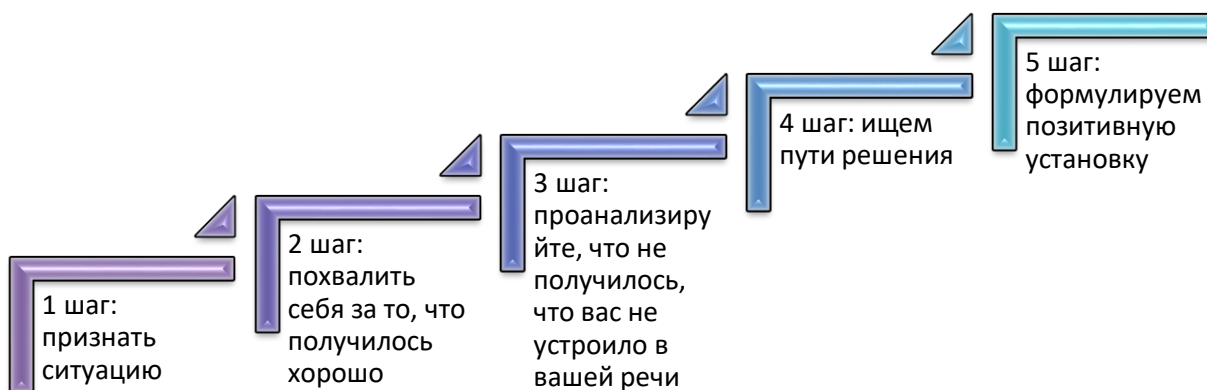 1 шаг:
признать
ситуацию
2 шаг:
похвалить
себя за то, что
получилось
хорошо
3 шаг:
проанализиру
йте, что не
получилось,
что вас не
устроило в
вашей речи
4 шаг: ищем
пути решения
5 шаг:
формулируем
позитивную
установку